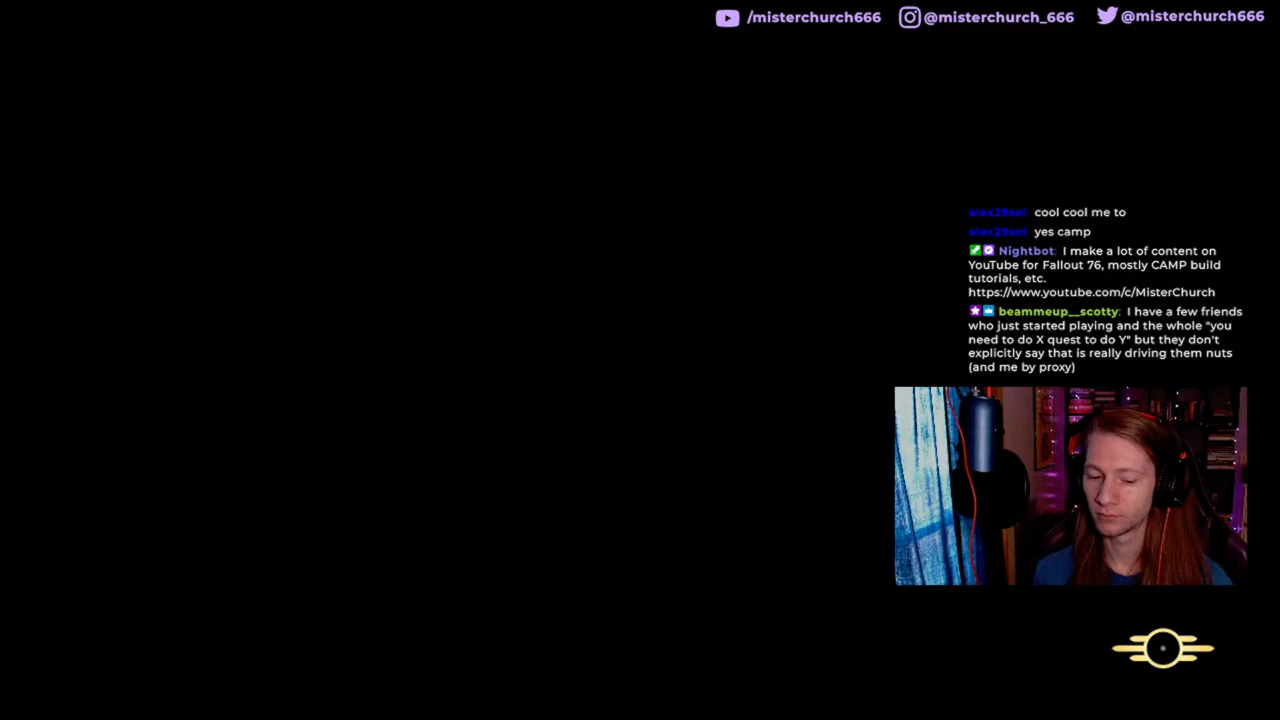 /misterchurch666 @misterchurch_666 @misterchurch666
alex29sol cool cool me to
alex29sol yes camp
Nightbot: I make a lot of content on
YouTube for Fallout 76, mostly CAMP build
tutorials, etc.
https://www.youtube.com/c/MisterChurch
beammeup__scotty: I have a few friends
who just started playing and the whole "you
need to do X quest to do Y" but they don't
explicitly say that is really driving them nuts
(and me by proxy)